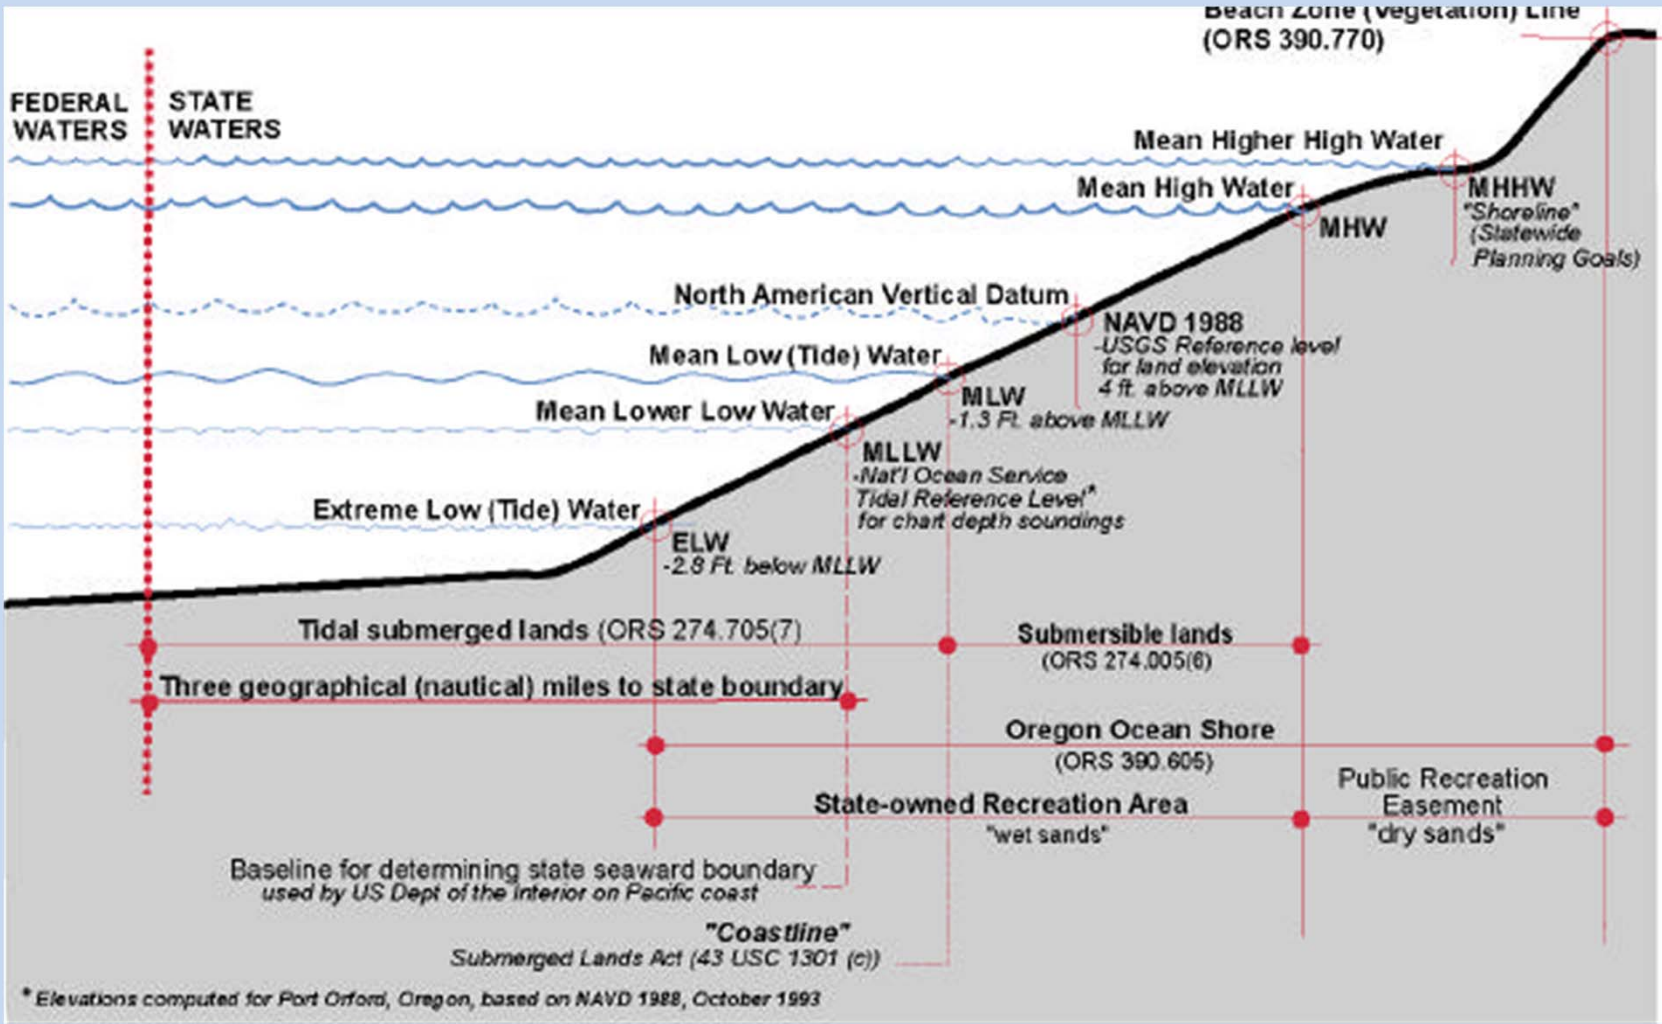 Beach Zone (Vegetation) Line
(ORS 390.770)
FEDERAL
WATERS
STATE
WATERS
Mean Higher High Water
Mean High Water
MHHW
"Shoreline"
(Statewide
Planning Goals)
MHW
North American Vertical Datum
NAVD 1988
-USGS Reference level
for land elevation
4 ft. above MLLW
Mean Low (Tide) Water
MLW
-1.3 Ft. above MLLW
Mean Lower Low Water
MLLW
-Nat'l Ocean Service
Tidal Reference Level*
for chart depth soundings
Extreme Low (Tide) Water
ELW
-2.8 Ft. below MLLW
Tidal submerged lands (ORS 274.705(7)
Submersible lands
(ORS 274.005(6)
Three geographical (nautical) miles to state boundary
Oregon Ocean Shore
(ORS 390.605)
State-owned Recreation Area
"wet sands"
Public Recreation
Easement
"dry sands"
Baseline for determining state seaward boundary
used by US Dept of the Interior on Pacific coast
"Coastline"
Submerged Lands Act (43 USC 1301 (c))
* Elevations computed for Port Orford, Oregon, based on NAVD 1988, October 1993